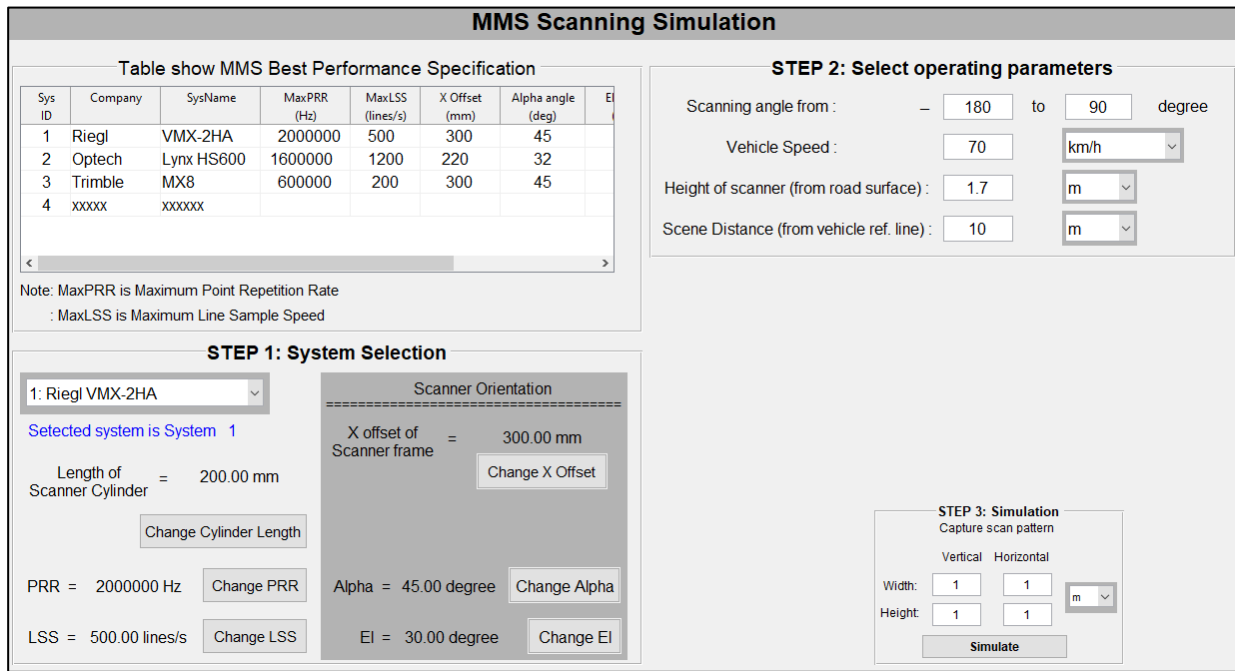 MMS Scanning Simulation
Table show MMS Best Performance Specification
Sys ID Company SysName MaxPRR (Hz) MaxLSS (lines/s) X Offset (mm) Alpha angle (deg) El
1 Riegl VMX-2HA 2000000 500 300 45
2 Optech Lynx HS600 1600000 1200 220 32
3 Trimble MX8 600000 200 300 45
4 xxxxx xxxxxx
Note: MaxPRR is Maximum Point Repetition Rate
: MaxLSS is Maximum Line Sample Speed
STEP 1: System Selection
1: Riegl VMX-2HA
Selected system is System 1
Length of
Scanner Cylinder = 200.00 mm
Change Cylinder Length
PRR = 2000000 Hz Change PRR
LSS = 500.00 lines/s Change LSS
Scanner Orientation
=====================================
X offset of
Scanner frame = 300.00 mm
Change X Offset
Alpha = 45.00 degree Change Alpha
El = 30.00 degree Change El
STEP 2: Select operating parameters
Scanning angle from : – 180 to 90 degree
Vehicle Speed : 70 km/h
Height of scanner (from road surface) : 1.7 m
Scene Distance (from vehicle ref. line) : 10 m
STEP 3: Simulation
Capture scan pattern
Vertical Horizontal
Width: 1 1
m
Height: 1 1
Simulate